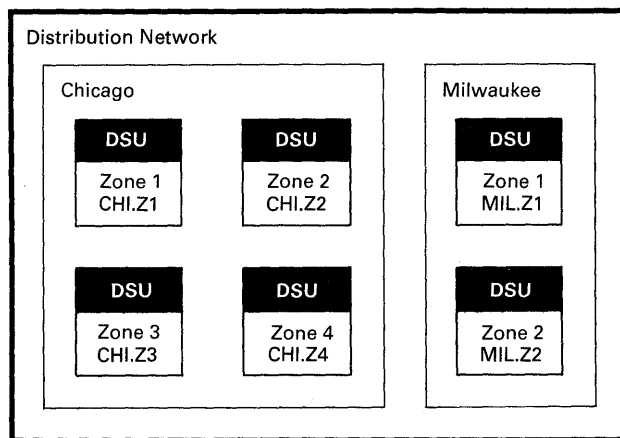 Distribution Network
Chicago
DSU
Zone 1
CHI.Z1
DSU
Zone 2
CHI.Z2
DSU
Zone 3
CHI.Z3
DSU
Zone 4
CHI.Z4
Milwaukee
DSU
Zone 1
MIL.Z1
DSU
Zone 2
MIL.Z2